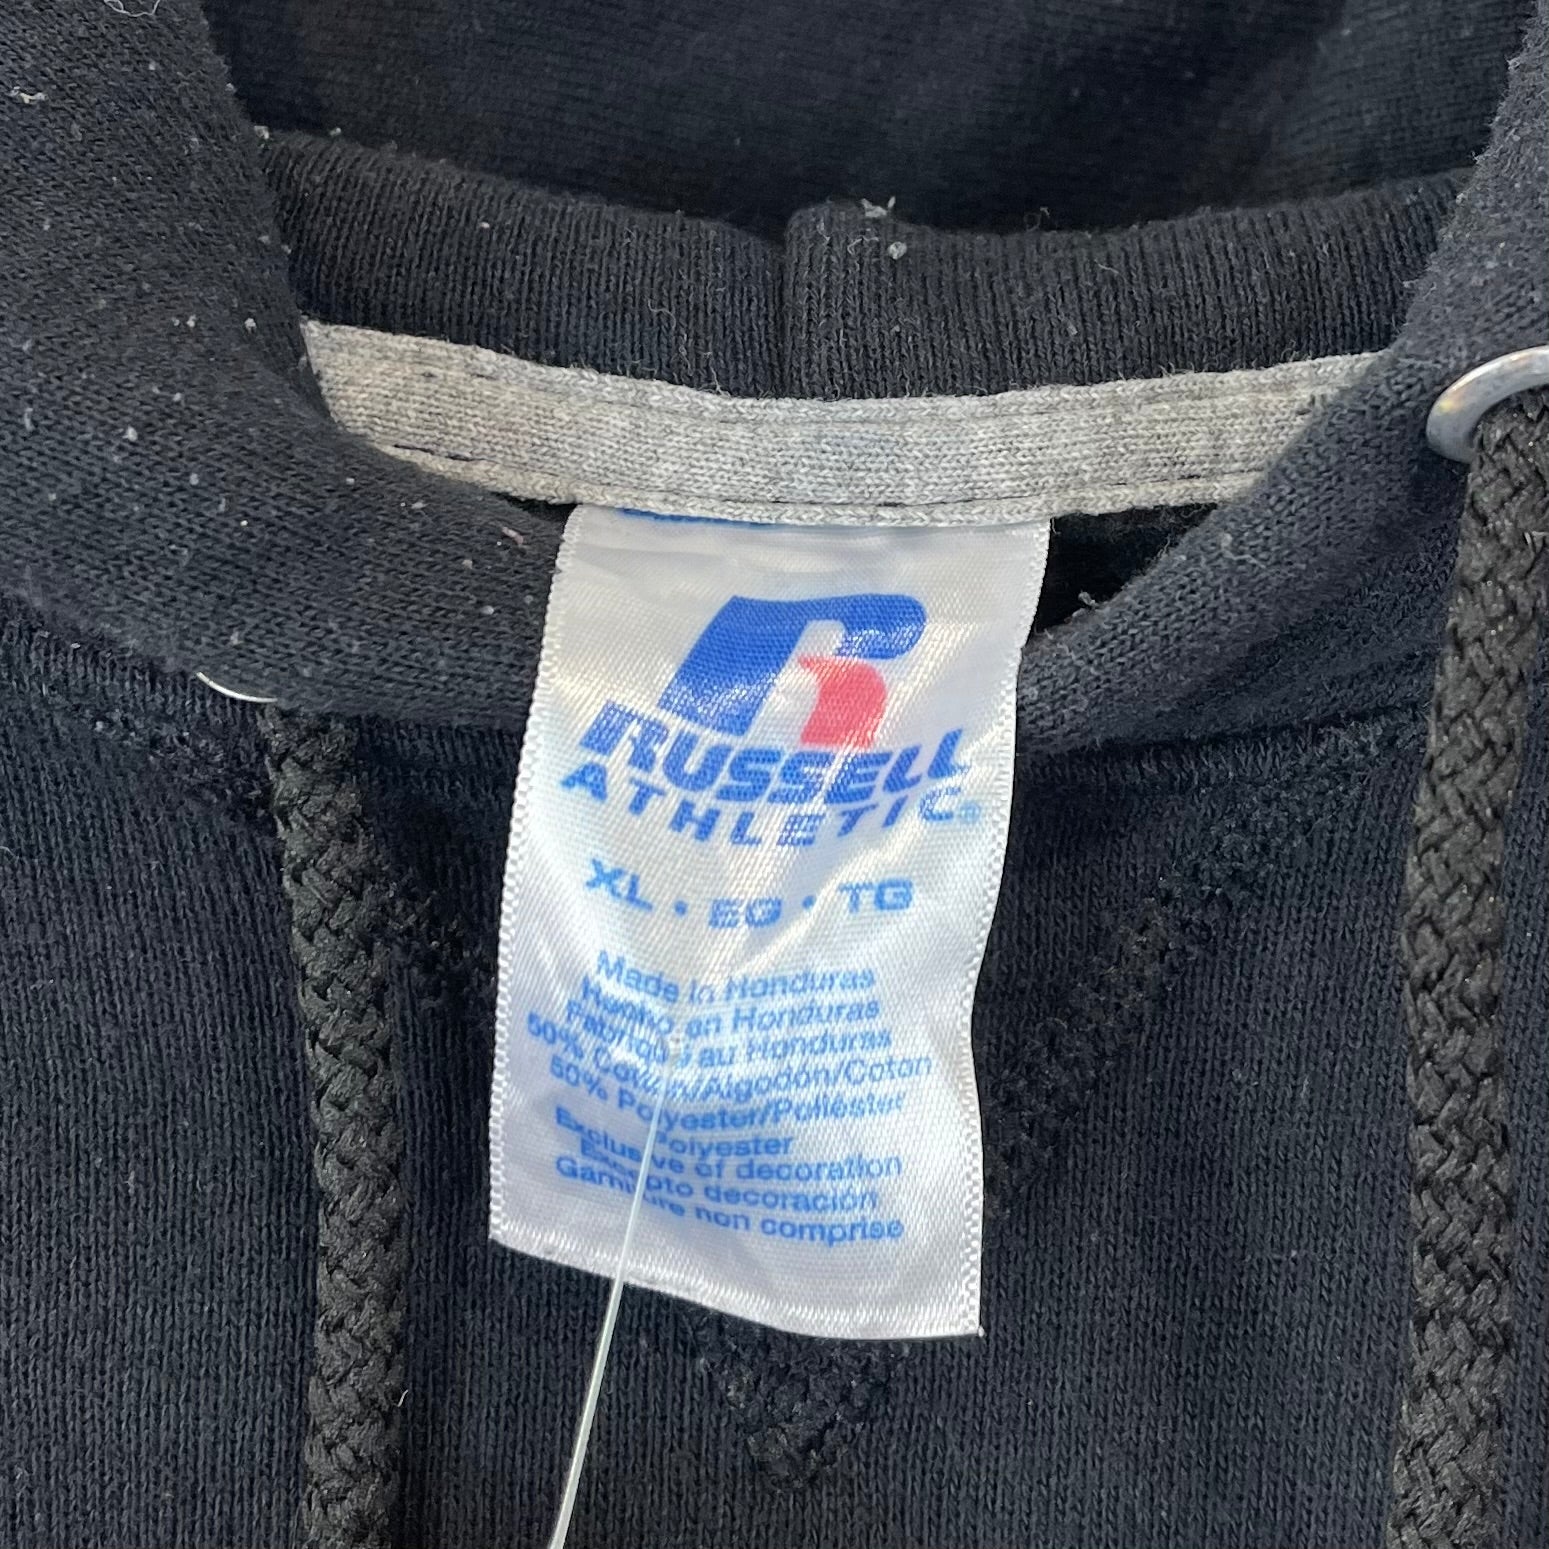 RUSSELL
ATHLETIC
XL • EG • TG
Made in Honduras
Hecho en Honduras
Fabriqué au Honduras
50% Cotton/Algodón/Coton
50% Polyester/Poliéster
Polyester
Exclusive of decoration
Excepto decoración
Garniture non comprise